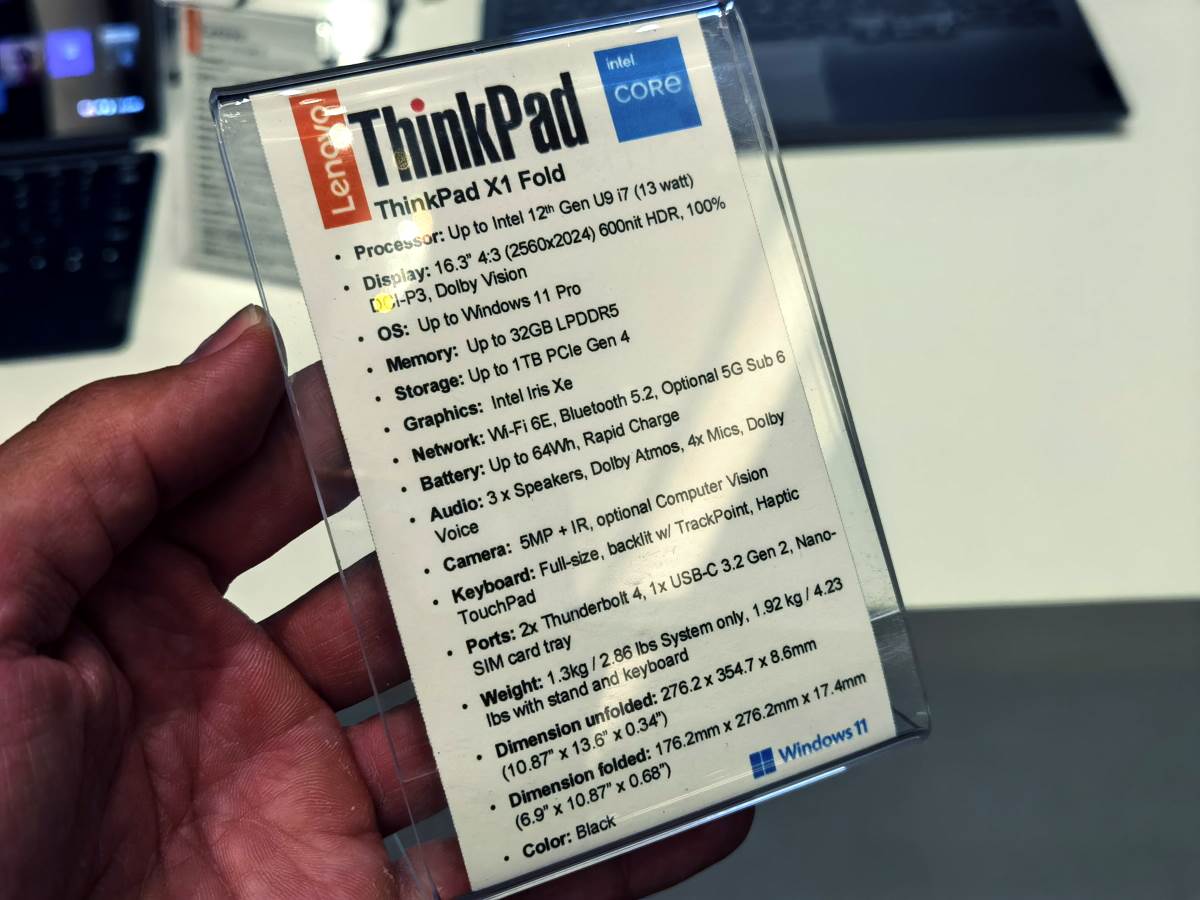 Lenovo
ThinkPad
intel
CORE
ThinkPad X1 Fold
• Processor: Up to Intel 12th Gen U9 i7 (13 watt)
• Display: 16.3” 4:3 (2560x2024) 600nit HDR, 100%
DCI-P3, Dolby Vision
• OS: Up to Windows 11 Pro
• Memory: Up to 32GB LPDDR5
• Storage: Up to 1TB PCIe Gen 4
• Graphics: Intel Iris Xe
• Network: Wi-Fi 6E, Bluetooth 5.2, Optional 5G Sub 6
• Battery: Up to 64Wh, Rapid Charge
• Audio: 3 x Speakers, Dolby Atmos, 4x Mics, Dolby
Voice
• Camera: 5MP + IR, optional Computer Vision
• Keyboard: Full-size, backlit w/ TrackPoint, Haptic
TouchPad
• Ports: 2x Thunderbolt 4, 1x USB-C 3.2 Gen 2, Nano-
SIM card tray
• Weight: 1.3kg / 2.86 lbs System only, 1.92 kg / 4.23
lbs with stand and keyboard
• Dimension unfolded: 276.2 x 354.7 x 8.6mm
(10.87” x 13.6” x 0.34”)
• Dimension folded: 176.2mm x 276.2mm x 17.4mm
(6.9” x 10.87” x 0.68”)
• Color: Black
Windows 11